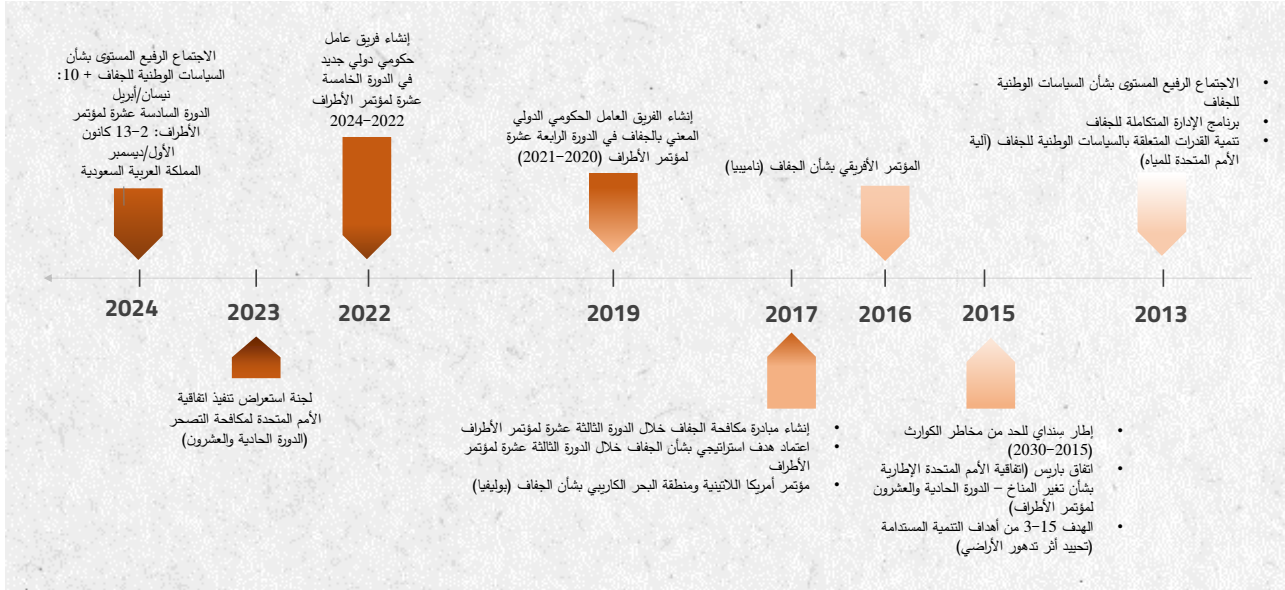 • الاجتماع الرفيع المستوى بشأن السياسات الوطنية
للجفاف
• برنامج الإدارة المتكاملة للجفاف
• تنمية القدرات المتعلقة بالسياسات الوطنية للجفاف (آلية
الأمم المتحدة للمياه)
2013
2015
• إطار سِنداي للحد من مخاطر الكوارث
(2015–2030)
• اتفاق باريس (اتفاقية الأمم المتحدة الإطارية
بشأن تغير المناخ – الدورة الحادية والعشرون
لمؤتمر الأطراف)
• الهدف 15–3 من أهداف التنمية المستدامة
(تحييد أثر تدهور الأراضي)
المؤتمر الأفريقي بشأن الجفاف (ناميبيا)
2016
2017
• إنشاء مبادرة مكافحة الجفاف خلال الدورة الثالثة عشرة لمؤتمر الأطراف
• اعتماد هدف استراتيجي بشأن الجفاف خلال الدورة الثالثة عشرة لمؤتمر
الأطراف
• مؤتمر أمريكا اللاتينية ومنطقة البحر الكاريبي بشأن الجفاف (بوليفيا)
إنشاء الفريق العامل الحكومي الدولي
المعني بالجفاف في الدورة الرابعة عشرة
لمؤتمر الأطراف (2020–2021)
2019
إنشاء فريق عامل
حكومي دولي جديد
في الدورة الخامسة
عشرة لمؤتمر الأطراف
2022–2024
2022
2023
لجنة استعراض تنفيذ اتفاقية
الأمم المتحدة لمكافحة التصحر
(الدورة الحادية والعشرون)
الاجتماع الرفيع المستوى بشأن
السياسات الوطنية للجفاف + 10:
نيسان/أبريل
الدورة السادسة عشرة لمؤتمر
الأطراف: 2–13 كانون
الأول/ديسمبر
المملكة العربية السعودية
2024